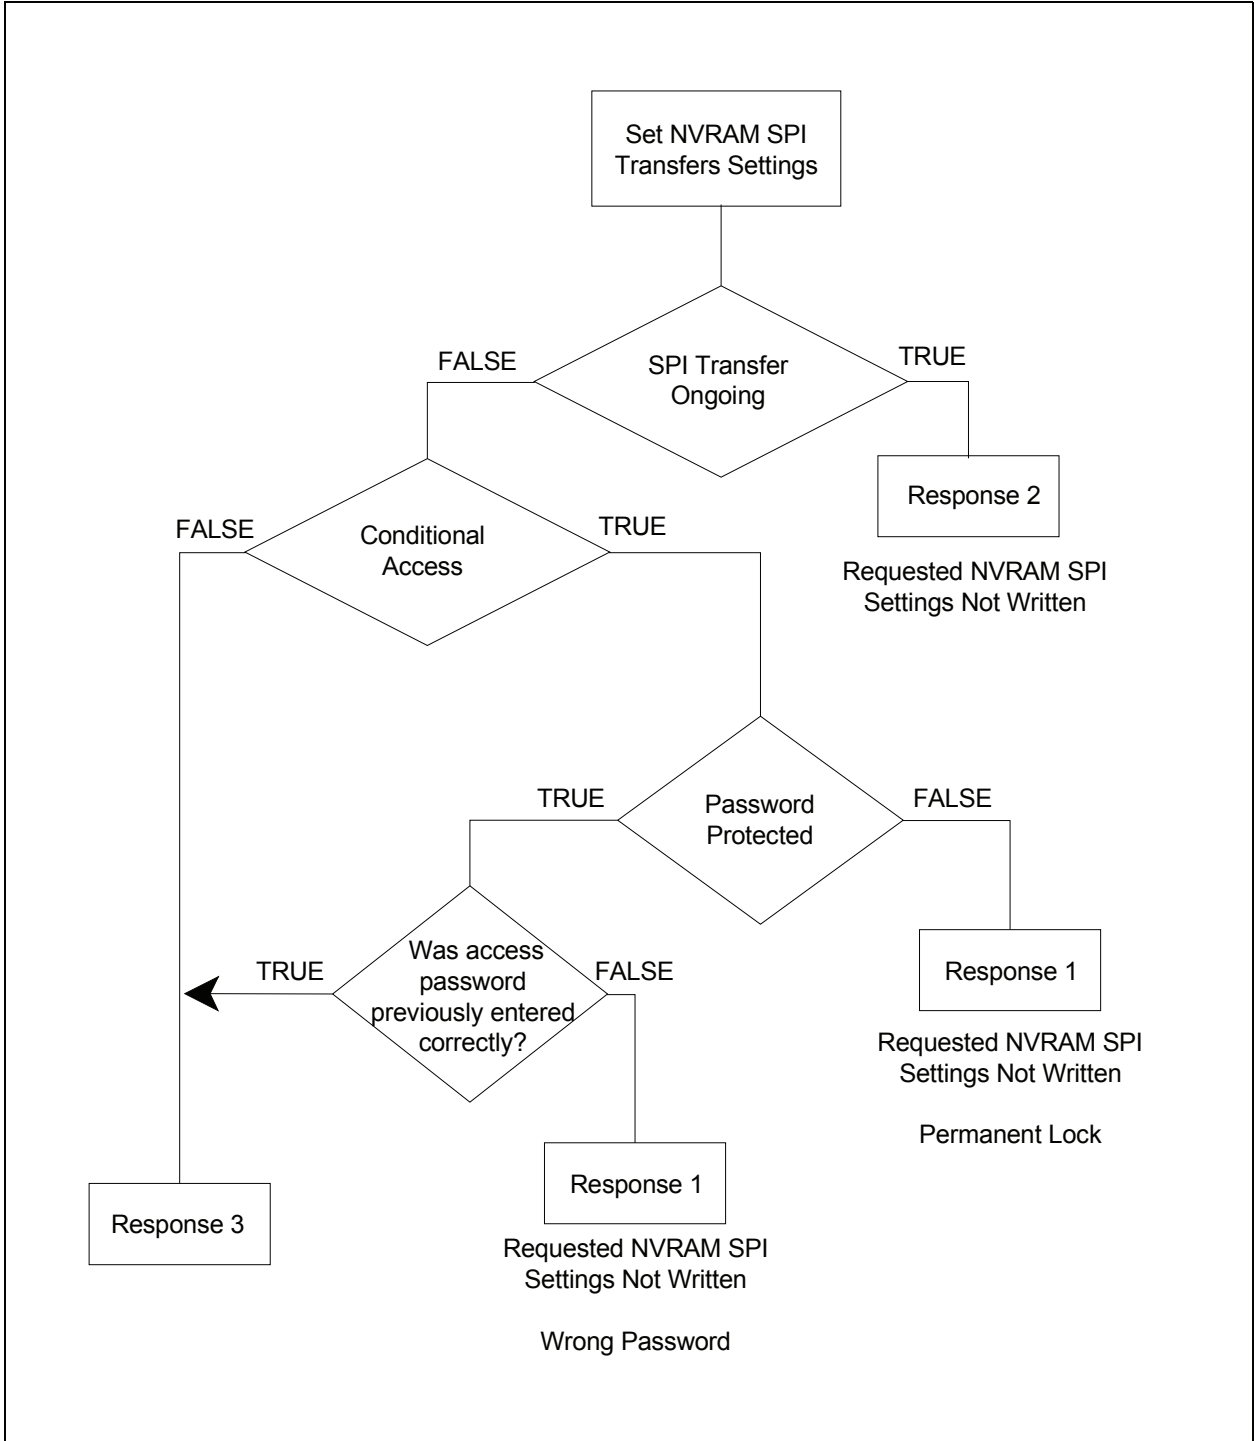 Set NVRAM SPI
Transfers Settings
FALSE
TRUE
SPI Transfer
Ongoing
Response 2
Requested NVRAM SPI
Settings Not Written
FALSE
TRUE
Conditional
Access
TRUE
FALSE
Password
Protected
Response 1
Requested NVRAM SPI
Settings Not Written
Permanent Lock
TRUE
FALSE
Was access
password
previously entered
correctly?
Response 1
Requested NVRAM SPI
Settings Not Written
Wrong Password
Response 3